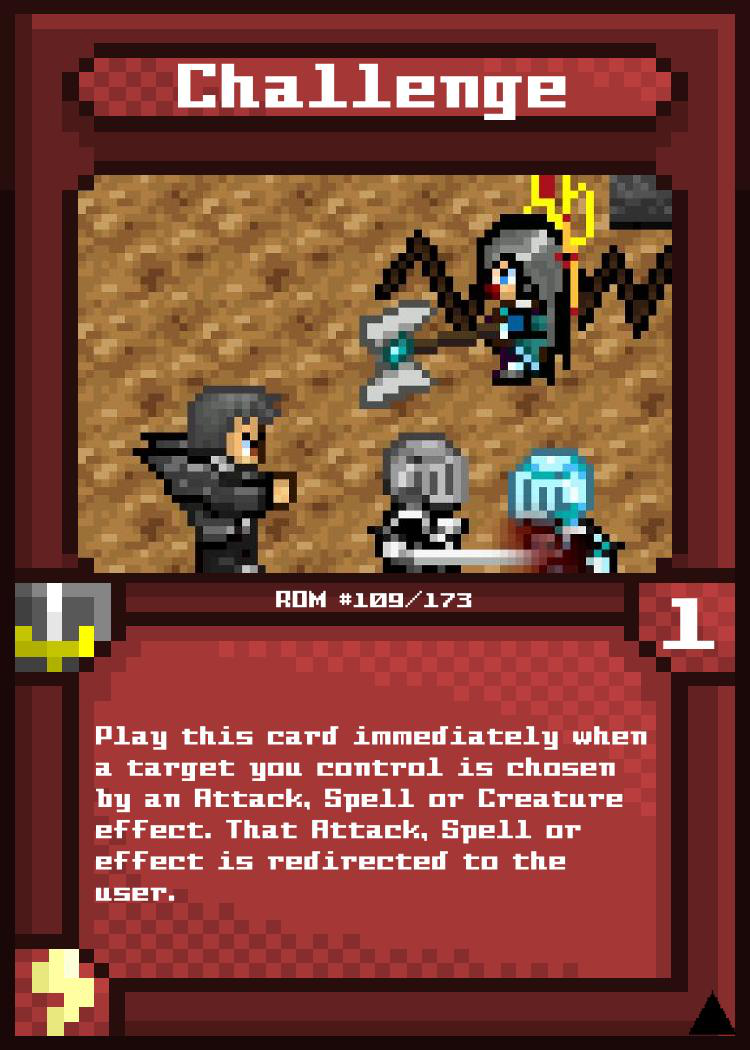 Challenge
ROM #109/173
1
Play this card immediately when
a target you control is chosen
by an Attack, Spell or Creature
effect. That Attack, Spell or
effect is redirected to the
user.